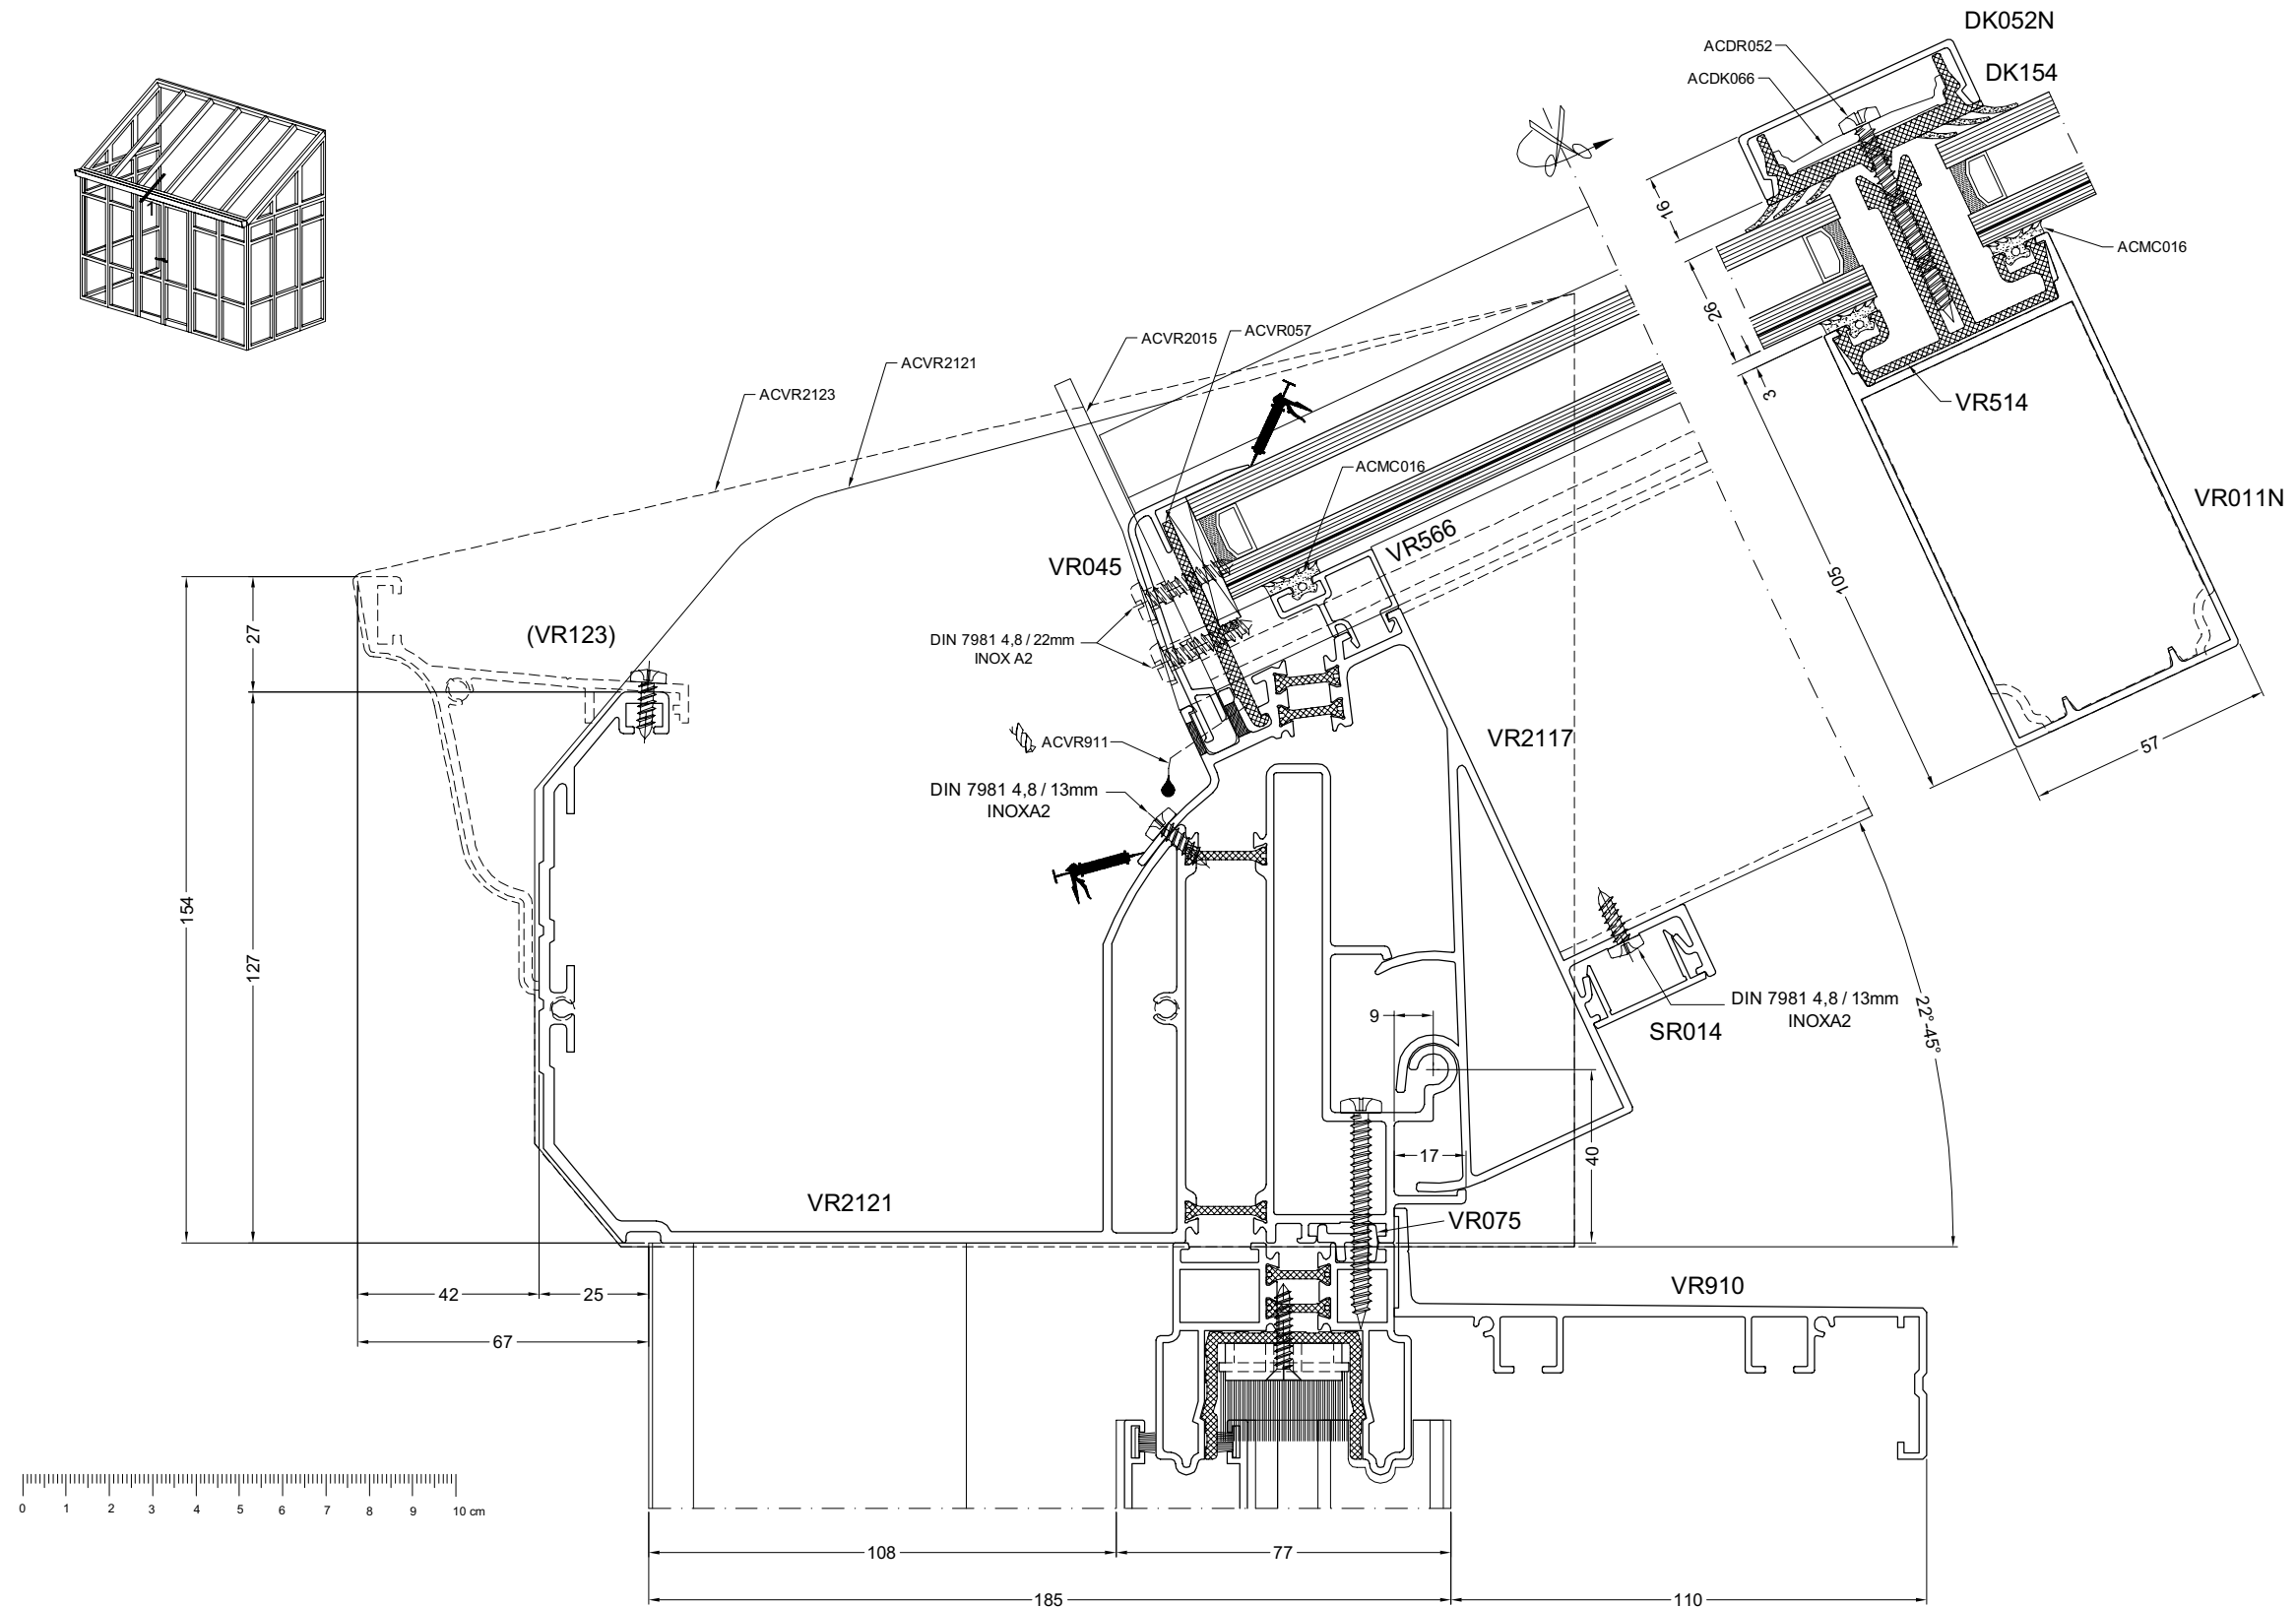 DK052N
ACDR052
DK154
ACDK066
1
16
ACMC016
26
ACVR057
ACVR2015
ACVR2121
ACVR2123
3
VR514
ACMC016
VR011N
VR566
VR045
105
(VR123)
27
DIN 7981 4,8 / 22mm
INOX A2
VR2117
ACVR911
57
DIN 7981 4,8 / 13mm
INOXA2
154
127
DIN 7981 4,8 / 13mm
INOXA2
9
SR014
22°-45°
17
40
VR2121
VR075
VR910
42
25
67
0 1 2 3 4 5 6 7 8 9 10 cm
108
77
185
110